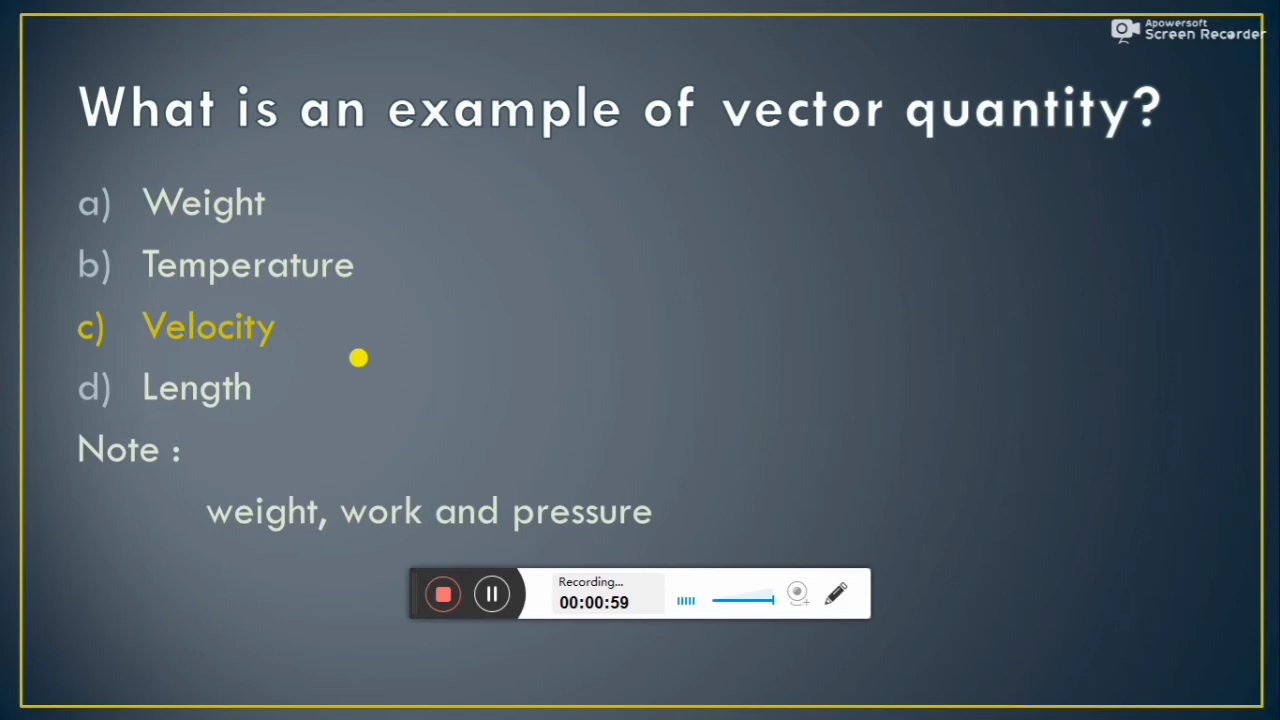 Apowersoft
Screen Recorder
What is an example of vector quantity?
a) Weight
b) Temperature
c) Velocity
d) Length
Note :
weight, work and pressure
Recording...
00:00:59